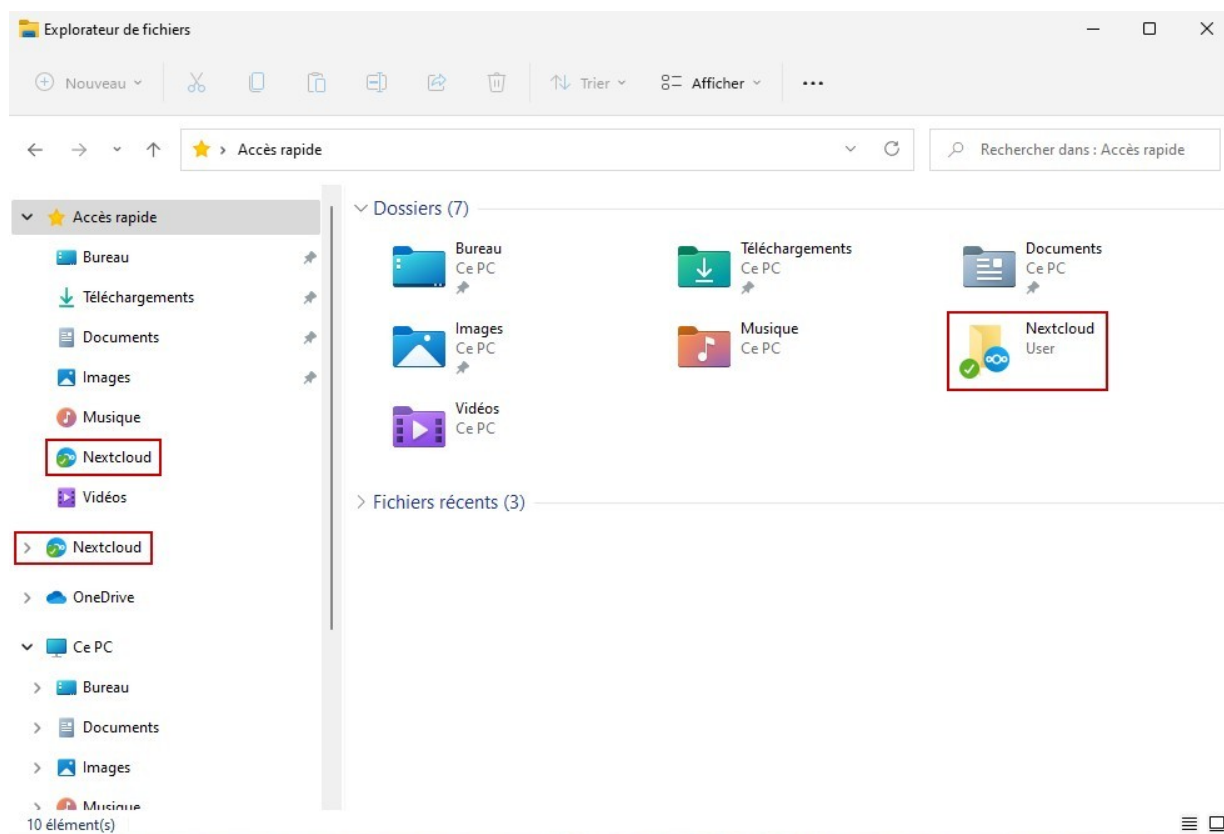 Explorateur de fichiers
Nouveau
Trier
Afficher
Accès rapide
Rechercher dans : Accès rapide
Accès rapide
Bureau
Téléchargements
Documents
Images
Musique
Nextcloud
Vidéos
Nextcloud
OneDrive
Ce PC
Bureau
Documents
Images
Musique
10 élément(s)
Dossiers (7)
Bureau
Ce PC
Téléchargements
Ce PC
Documents
Ce PC
Images
Ce PC
Musique
Ce PC
Nextcloud
User
Vidéos
Ce PC
Fichiers récents (3)